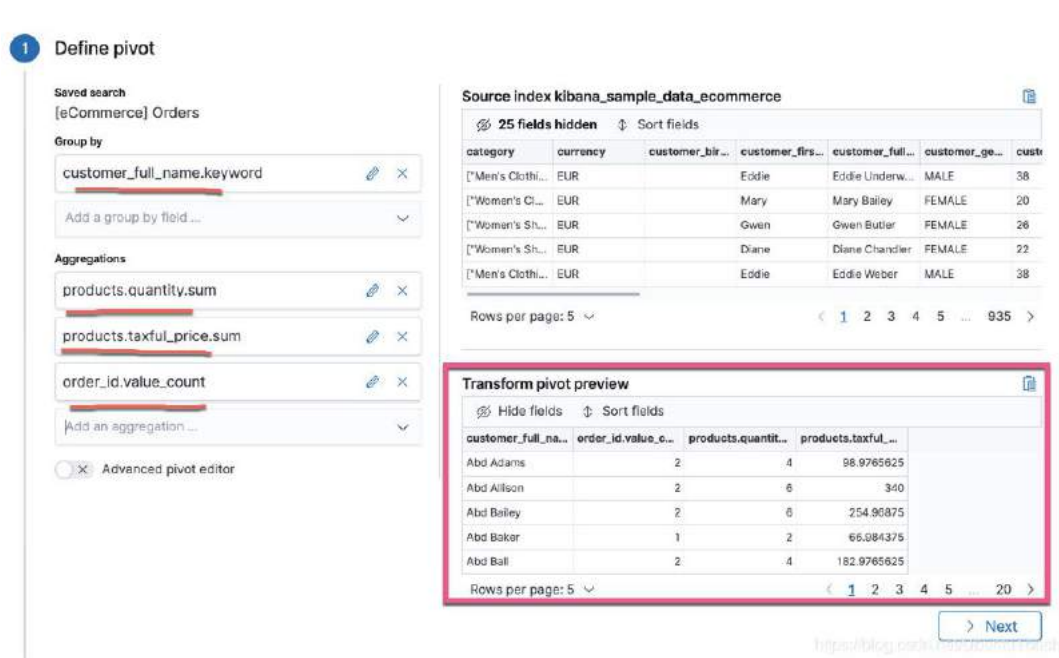 1 Define pivot
Saved search
[eCommerce] Orders
Group by
customer_full_name.keyword
Add a group by field ...
Aggregations
products.quantity.sum
products.taxful_price.sum
order_id.value_count
Add an aggregation ...
Advanced pivot editor
Source index kibana_sample_data_ecommerce
25 fields hidden Sort fields
category currency customer_bir... customer_firs... customer_full... customer_ge... custo
["Men's Clothi... EUR Eddie Eddie Underw... MALE 38
["Women's Cl... EUR Mary Mary Bailey FEMALE 20
["Women's Sh... EUR Gwen Gwen Butler FEMALE 26
["Women's Sh... EUR Diane Diane Chandler FEMALE 22
["Men's Clothi... EUR Eddie Eddie Weber MALE 38
Rows per page: 5 1 2 3 4 5 ... 935
Transform pivot preview
Hide fields Sort fields
customer_full_na... order_id.value_c... products.quantit... products.taxful_...
Abd Adams 2 4 98.9765625
Abd Allison 2 6 340
Abd Bailey 2 6 254.96875
Abd Baker 1 2 66.984375
Abd Ball 2 4 182.9765625
Rows per page: 5 1 2 3 4 5 ... 20
Next